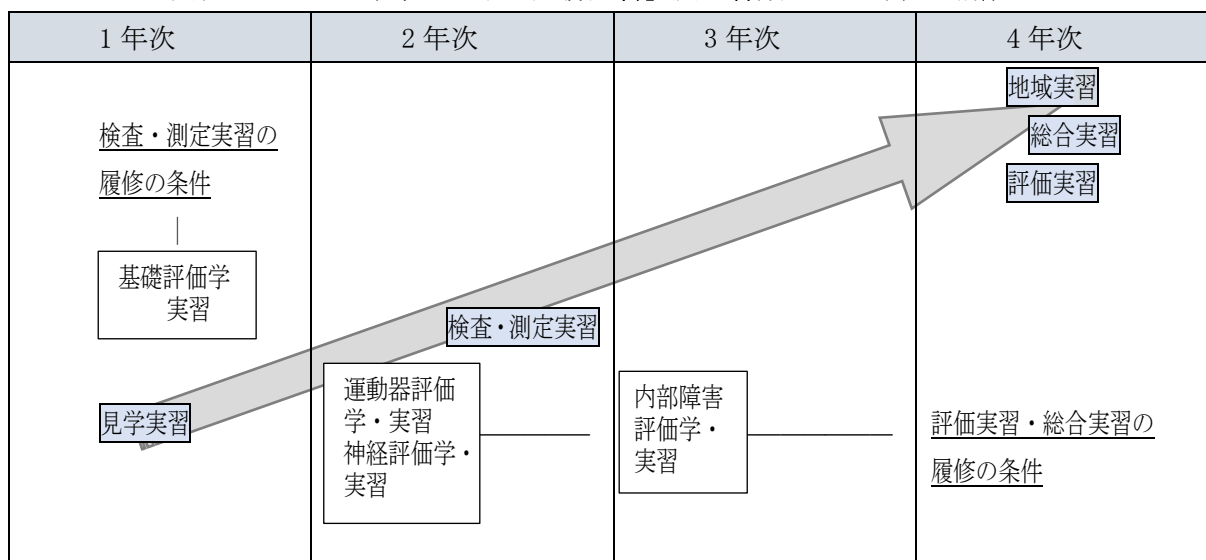 1年次
2年次
3年次
4年次
検査・測定実習の
履修の条件
基礎評価学
実習
見学実習
検査・測定実習
運動器評価
学・実習
神経評価学・
実習
内部障害
評価学・
実習
地域実習
総合実習
評価実習
評価実習・総合実習の
履修の条件